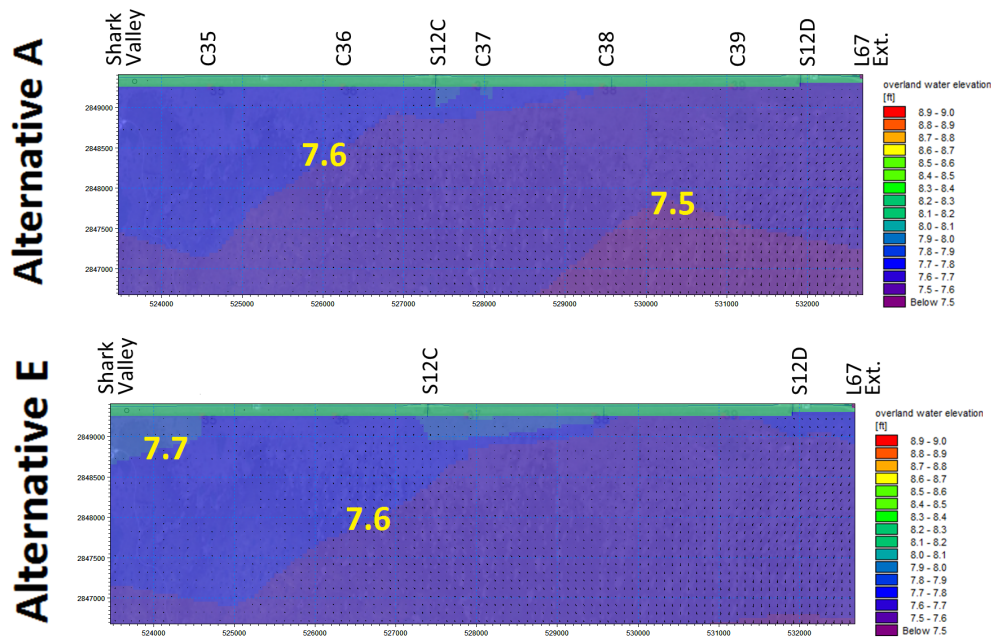 Alternative A
Shark
Valley
C35
C36
S12C
C37
C38
C39
S12D
L67
Ext.
2849000
2848500
2848000
2847500
2847000
7.6
7.5
524000
525000
526000
527000
528000
529000
530000
531000
532000
overland water elevation
[ft]
8.9 - 9.0
8.8 - 8.9
8.7 - 8.8
8.6 - 8.7
8.5 - 8.6
8.4 - 8.5
8.3 - 8.4
8.2 - 8.3
8.1 - 8.2
8.0 - 8.1
7.9 - 8.0
7.8 - 7.9
7.7 - 7.8
7.6 - 7.7
7.5 - 7.6
Below 7.5
Alternative E
Shark
Valley
S12C
S12D
L67
Ext.
2849000
2848500
2848000
2847500
2847000
7.7
7.6
524000
525000
526000
527000
528000
529000
530000
531000
532000
overland water elevation
[ft]
8.9 - 9.0
8.8 - 8.9
8.7 - 8.8
8.6 - 8.7
8.5 - 8.6
8.4 - 8.5
8.3 - 8.4
8.2 - 8.3
8.1 - 8.2
8.0 - 8.1
7.9 - 8.0
7.8 - 7.9
7.7 - 7.8
7.6 - 7.7
7.5 - 7.6
Below 7.5